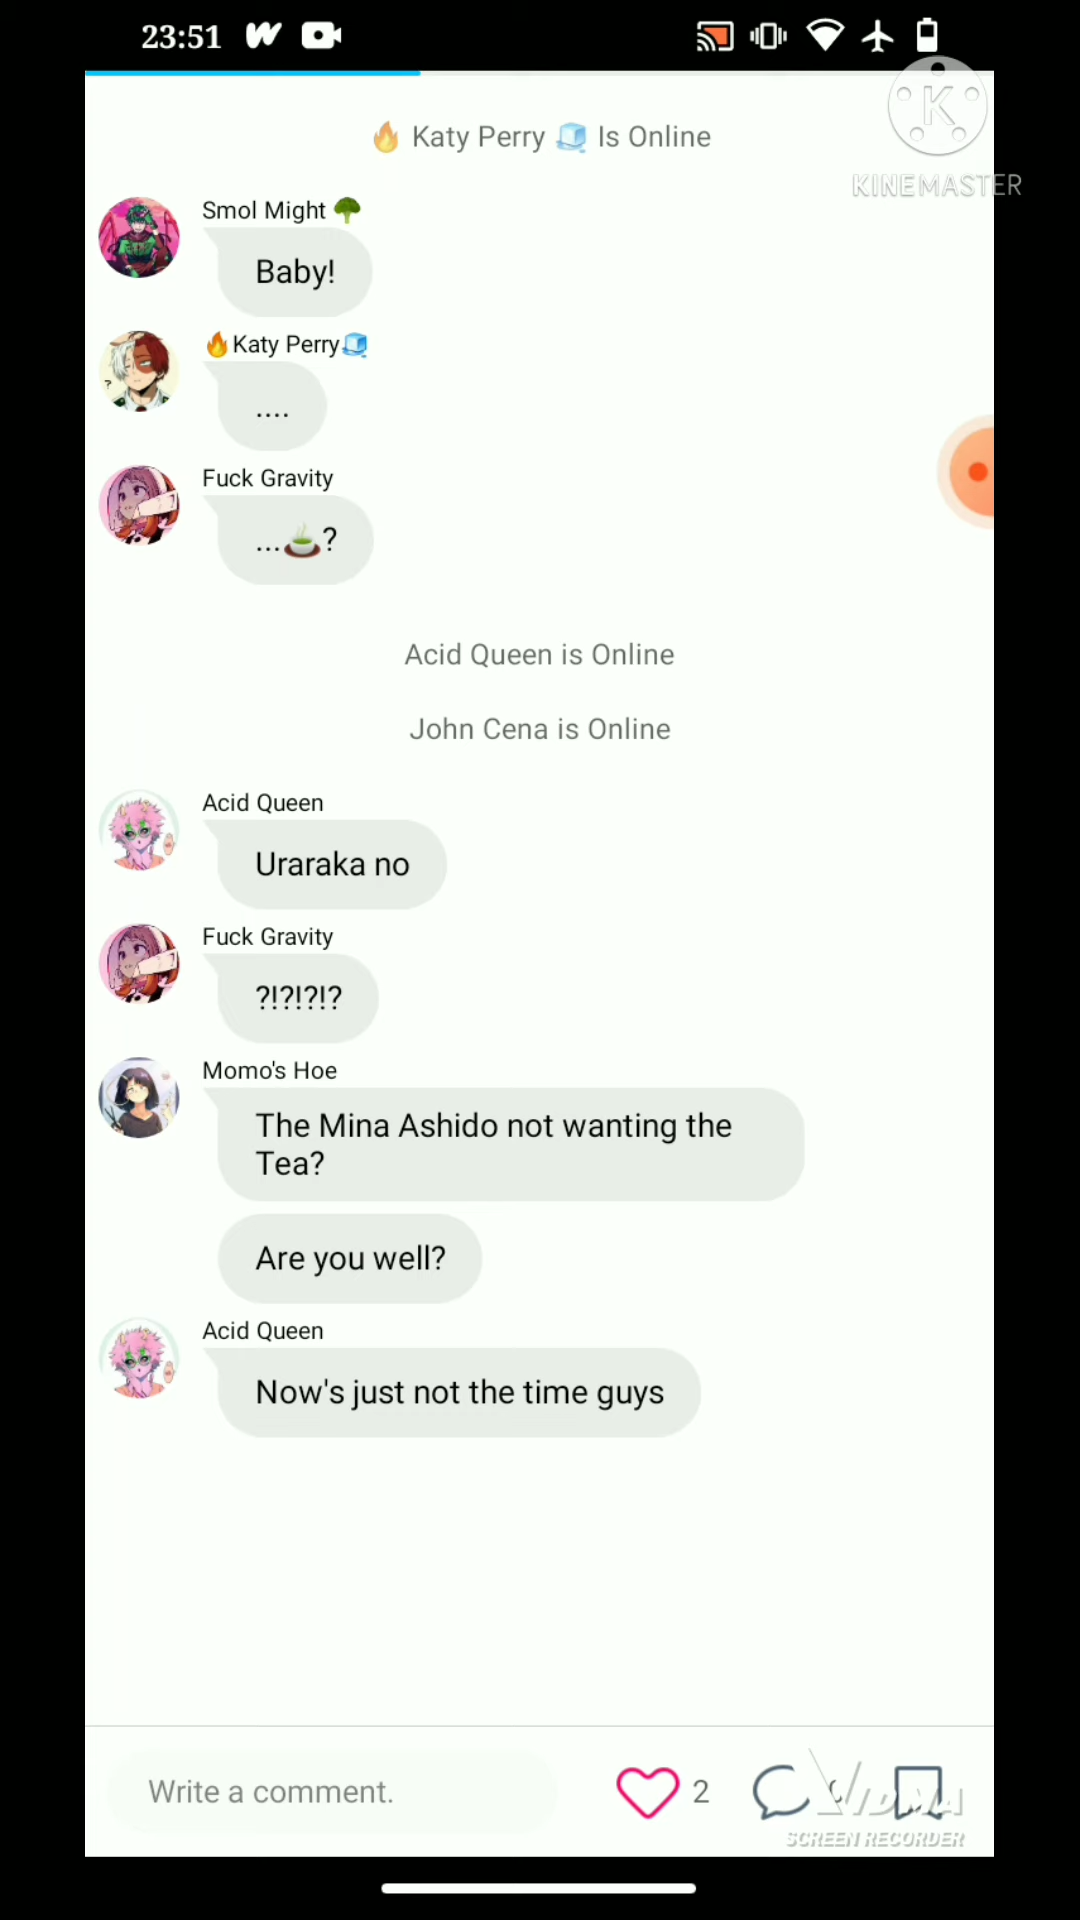 23:51
🔥 Katy Perry 🧊 Is Online
KINEMASTER
Smol Might 🥦
Baby!
🔥Katy Perry🧊
....
Fuck Gravity
...🍵?
Acid Queen is Online
John Cena is Online
Acid Queen
Uraraka no
Fuck Gravity
?!?!?!?
Momo's Hoe
The Mina Ashido not wanting the
Tea?
Are you well?
Acid Queen
Now's just not the time guys
Write a comment.
2
VIDMA
SCREEN RECORDER